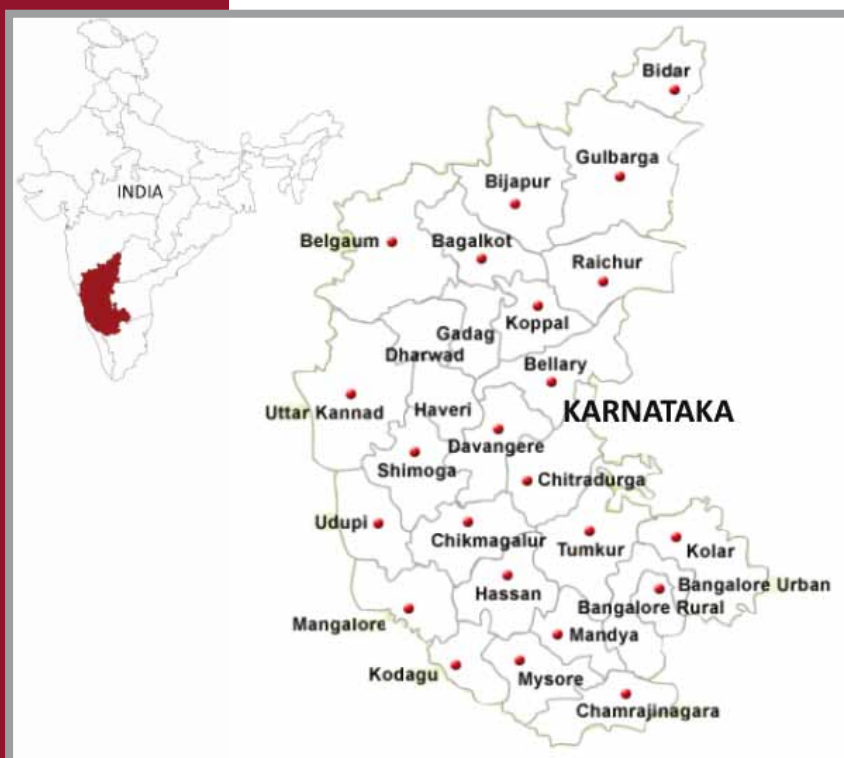 INDIA
Bidar
Gulbarga
Bijapur
Belgaum
Bagalkot
Raichur
Koppal
Gadag
Dharwad
Bellary
Uttar Kannad
Haveri
KARNATAKA
Davangere
Shimoga
Chitradurga
Udupi
Chikmagalur
Tumkur
Kolar
Hassan
Bangalore Urban
Bangalore Rural
Mangalore
Mandya
Kodagu
Mysore
Chamrajinagara